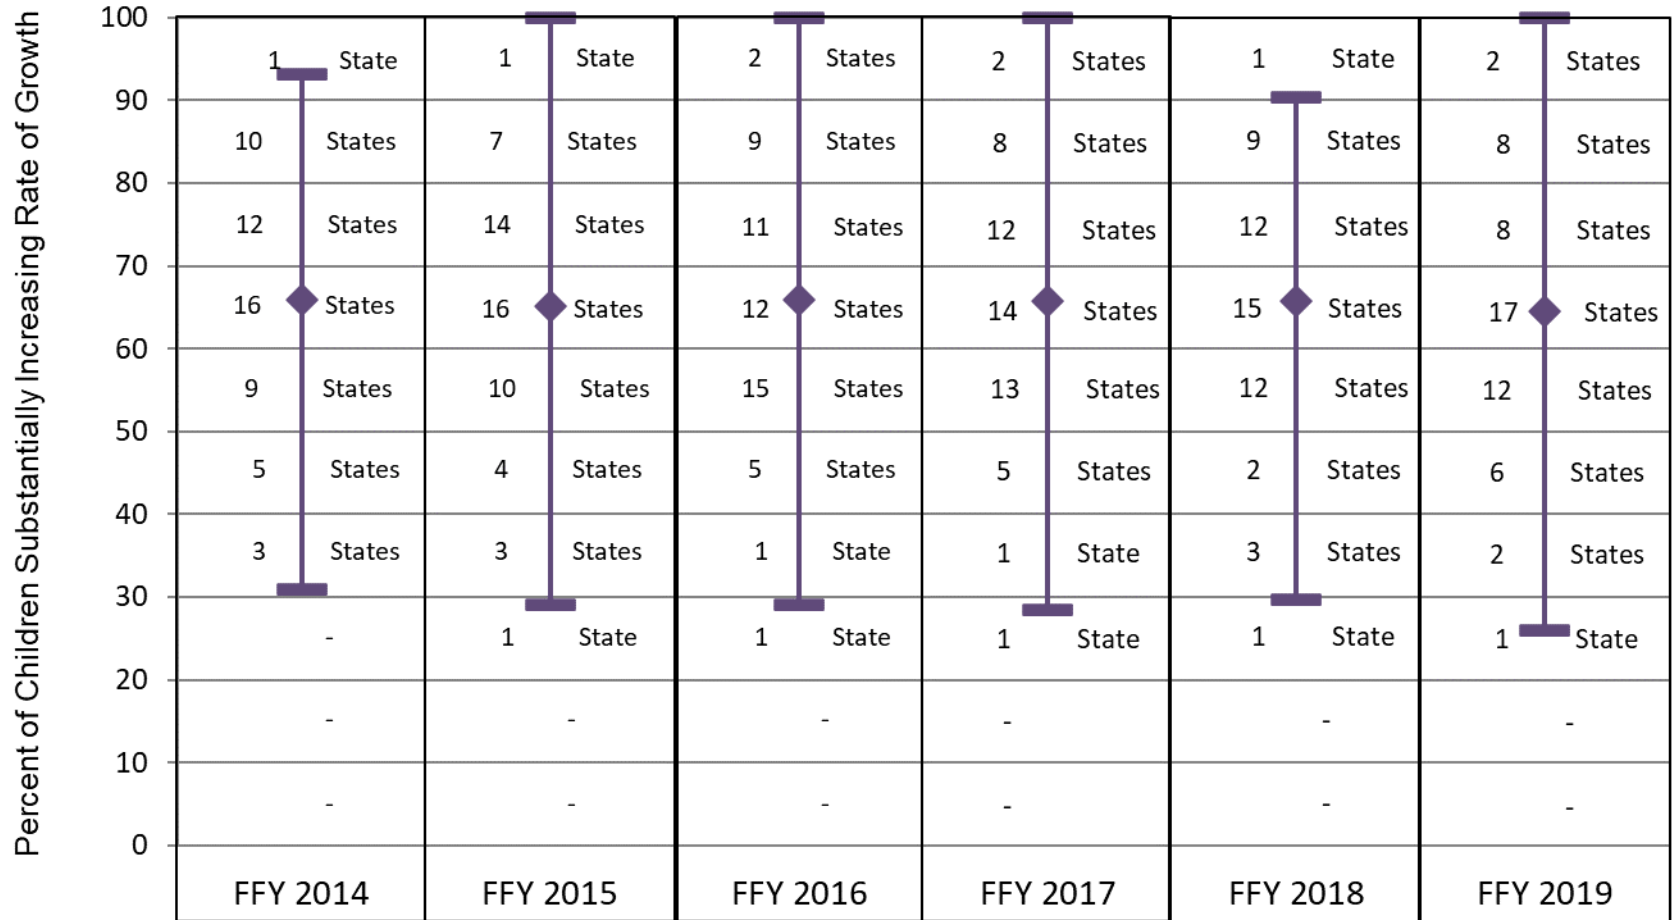 Percent of Children Substantially Increasing Rate of Growth
100
1 State 1 State 2 States 2 States 1 State 2 States
90
10 States 7 States 9 States 8 States 9 States 8 States
80
12 States 14 States 11 States 12 States 12 States 8 States
70
16 States 16 States 12 States 14 States 15 States 17 States
60
9 States 10 States 15 States 13 States 12 States 12 States
50
5 States 4 States 5 States 5 States 2 States 6 States
40
3 States 3 States 1 State 1 State 3 States 2 States
30
- 1 State 1 State 1 State 1 State 1 State
20
- - - - - -
10
- - - - - -
0
FFY 2014 FFY 2015 FFY 2016 FFY 2017 FFY 2018 FFY 2019